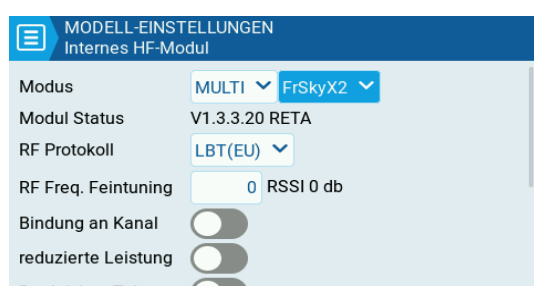 MODELL-EINSTELLUNGEN
Internes HF-Modul
Modus MULTI FrSkyX2
Modul Status V1.3.3.20 RETA
RF Protokoll LBT(EU)
RF Freq. Feintuning 0 RSSI 0 db
Bindung an Kanal
reduzierte Leistung